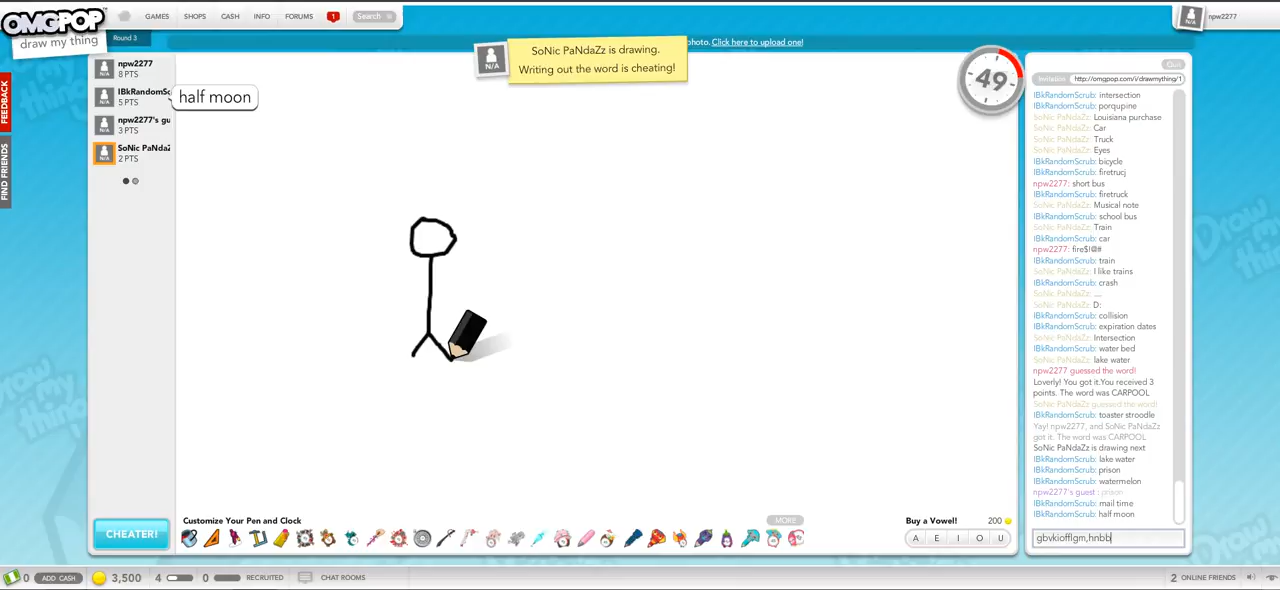 OMGPOP
draw my thing
GAMES SHOPS CASH INFO FORUMS 1 Search
N/A npw2277
Round 3
photo. Click here to upload one!
N/A
SoNic PaNdaZz is drawing.
Writing out the word is cheating!
49
FEEDBACK
FIND FRIENDS
N/A npw2277
8 PTS
N/A IBkRandomSc
5 PTS
half moon
N/A npw2277's gu
3 PTS
N/A SoNic PaNdaZ
2 PTS
CHEATER!
Customize Your Pen and Clock
MORE
Buy a Vowel! 200
A E I O U
Quit
Invitation http://omgpop.com/i/drawmything/1
IBkRandomScrub: intersection
IBkRandomScrub: porqupine
SoNic PaNdaZz: Louisiana purchase
SoNic PaNdaZz: Car
SoNic PaNdaZz: Truck
SoNic PaNdaZz: Eyes
IBkRandomScrub: bicycle
IBkRandomScrub: firetrucj
npw2277: short bus
IBkRandomScrub: firetruck
SoNic PaNdaZz: Musical note
IBkRandomScrub: school bus
SoNic PaNdaZz: Train
IBkRandomScrub: car
npw2277: fire$!@#
IBkRandomScrub: train
SoNic PaNdaZz: I like trains
IBkRandomScrub: crash
SoNic PaNdaZz: ....
SoNic PaNdaZz: D:
IBkRandomScrub: collision
IBkRandomScrub: expiration dates
SoNic PaNdaZz: Intersection
IBkRandomScrub: water bed
SoNic PaNdaZz: lake water
npw2277 guessed the word!
Loverly! You got it.You received 3
points. The word was CARPOOL
SoNic PaNdaZz guessed the word!
IBkRandomScrub: toaster stroodle
Yay! npw2277, and SoNic PaNdaZz
got it. The word was CARPOOL
SoNic PaNdaZz is drawing next
IBkRandomScrub: lake water
IBkRandomScrub: prison
IBkRandomScrub: watermelon
npw2277's guest : prison
IBkRandomScrub: mail time
IBkRandomScrub: half moon
gbvkiofflgm,hnbb
0 ADD CASH 3,500 4 0 RECRUITED CHAT ROOMS 2 ONLINE FRIENDS